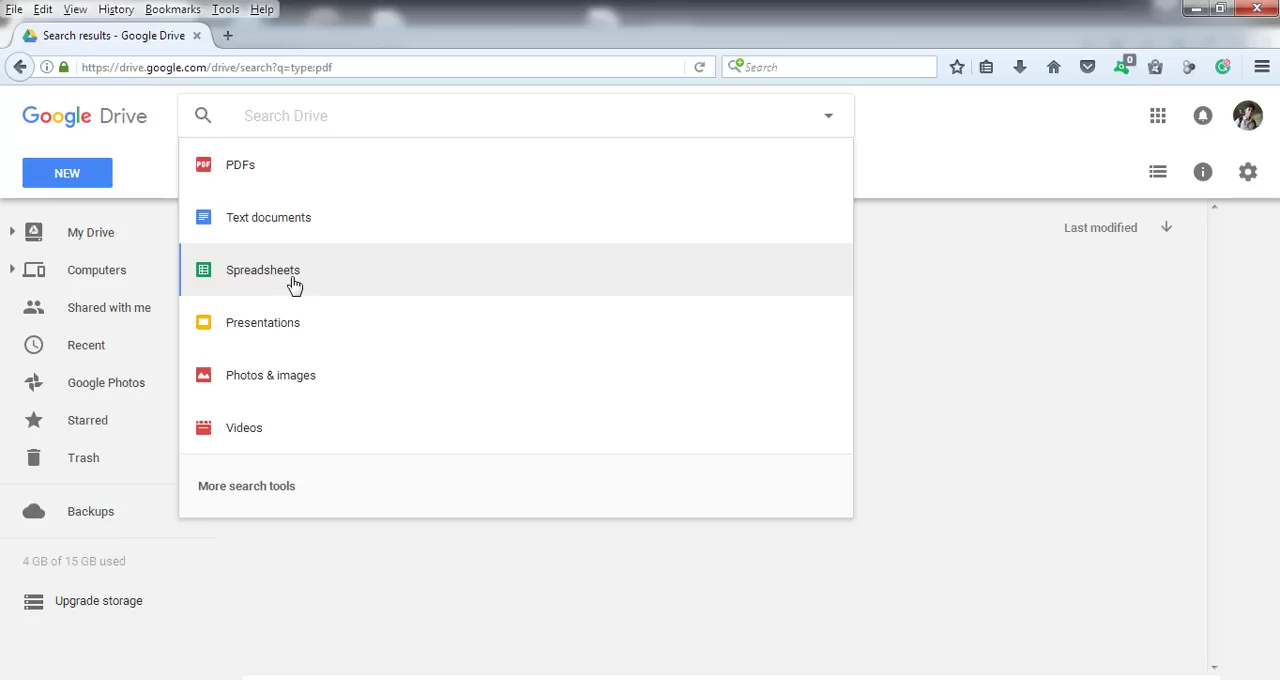 File Edit View History Bookmarks Tools Help
Search results - Google Drive
https://drive.google.com/drive/search?q=type:pdf
Search
0
Google Drive
Search Drive
NEW
PDF PDFs
Text documents
Spreadsheets
Presentations
Photos & images
Videos
More search tools
Last modified
My Drive
Computers
Shared with me
Recent
Google Photos
Starred
Trash
Backups
4 GB of 15 GB used
Upgrade storage